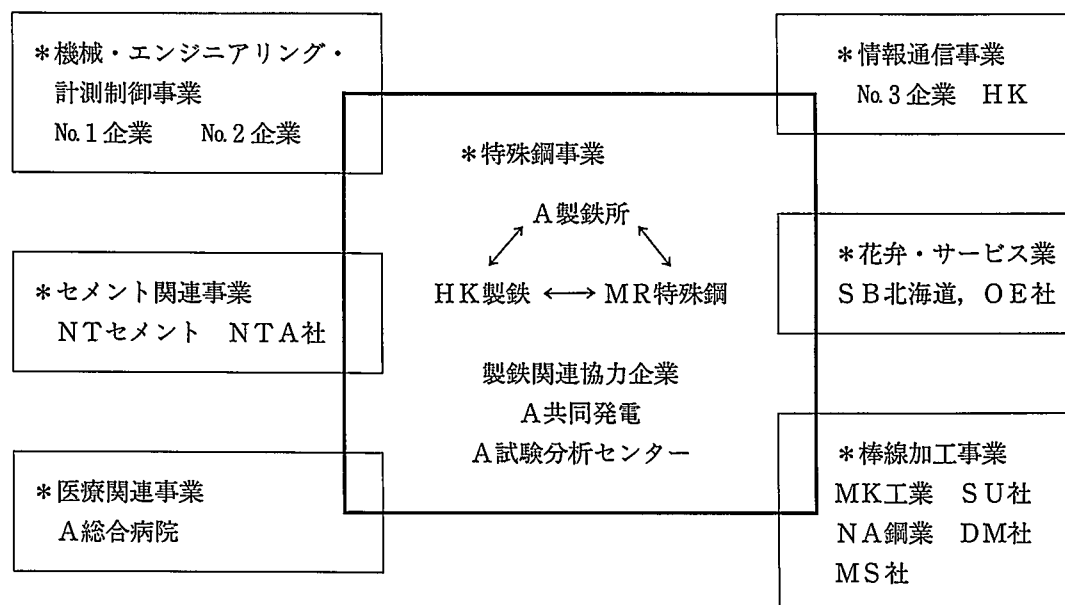 *機械・エンジニアリング・
計測制御事業
№1企業 №2企業
*情報通信事業
№3企業 HK
*特殊鋼事業
A製鉄所
HK製鉄 ⟷ MR特殊鋼
製鉄関連協力企業
A共同発電
A試験分析センター
*セメント関連事業
NTセメント NTA社
*花弁・サービス業
SB北海道,OE社
*医療関連事業
A総合病院
*棒線加工事業
MK工業 SU社
NA鋼業 DM社
MS社